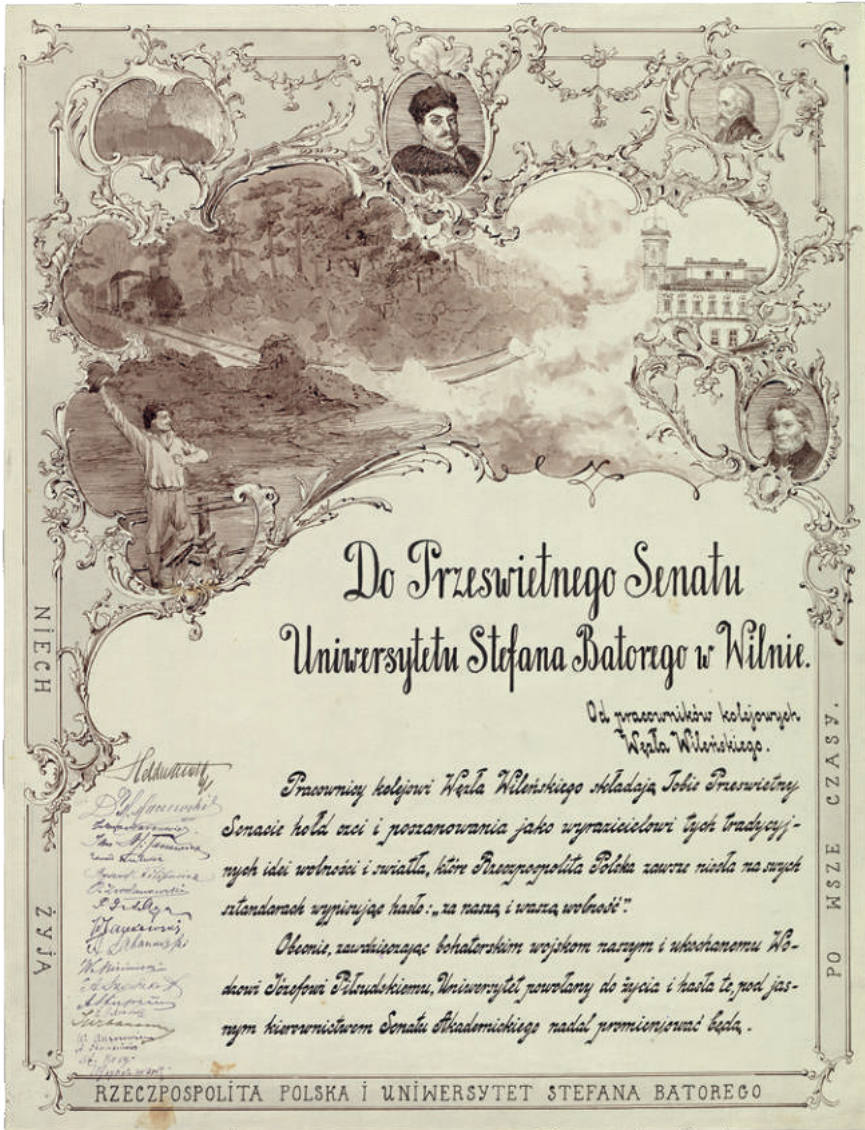 Do Prześwietnego Senatu
Uniwersytetu Stefana Batorego w Wilnie.
Od pracowników kolejowych
Węzła Wileńskiego.
Pracownicy kolejowi Węzła Wileńskiego składają Tobie Prześwietny
Senacie hołd czci i poszanowania jako wyrazicielowi tych tradycyj-
nych idei wolności i światła, które Rzeczpospolita Polska zawsze niosła na swych
sztandarach wypisując hasło: „za naszą i waszą wolność”.
Obecnie, zawdzięczając bohaterskim wojskom naszym i ukochanemu Wo-
dzowi Józefowi Piłsudskiemu, Uniwersytet powołany do życia i hasła te, pod jas-
nym kierownictwem Senatu Akademickiego nadal promieniować będą.
NIECH
ŻYJĄ
RZECZPOSPOLITA POLSKA I UNIWERSYTET STEFANA BATOREGO
PO WSZE CZASY.